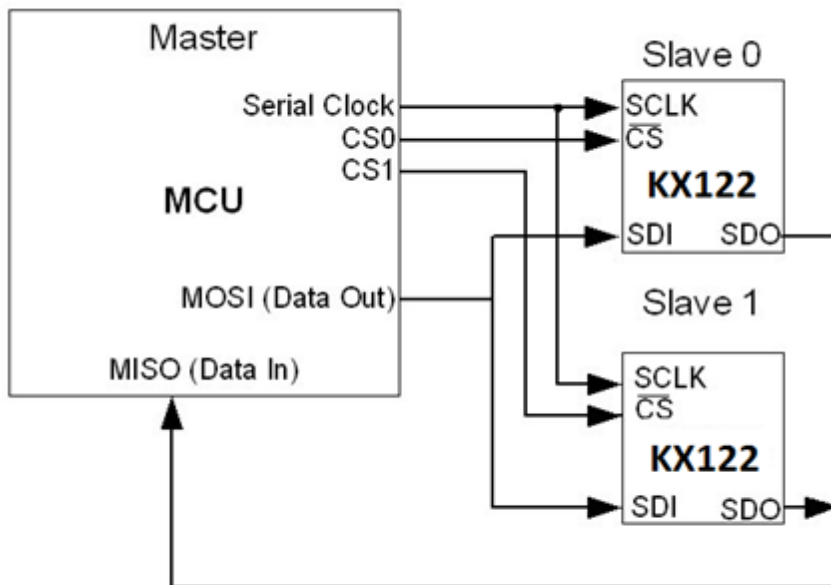 Master
Serial Clock
CS0
CS1
MCU
MOSI (Data Out)
MISO (Data In)
Slave 0
SCLK
CS
KX122
SDI SDO
Slave 1
SCLK
CS
KX122
SDI SDO